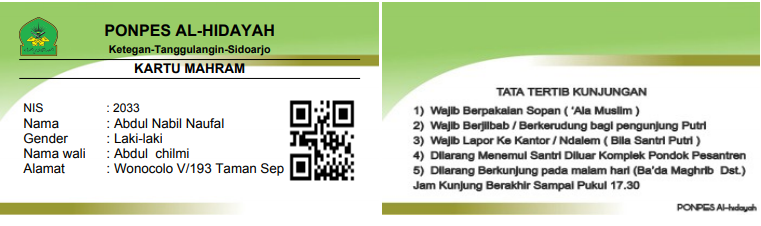 PONPES AL-HIDAYAH
Ketegan-Tanggulangin-Sidoarjo
KARTU MAHRAM
NIS : 2033
Nama : Abdul Nabil Naufal
Gender : Laki-laki
Nama wali : Abdul chilmi
Alamat : Wonocolo V/193 Taman Sep
TATA TERTIB KUNJUNGAN
1) Wajib Berpakaian Sopan ( 'Ala Muslim )
2) Wajib Berjilbab / Berkerudung bagi pengunjung Putri
3) Wajib Lapor Ke Kantor / Ndalem ( Bila Santri Putri )
4) Dilarang Menemui Santri Diluar Komplek Pondok Pesantren
5) Dilarang Berkunjung pada malam hari (Ba'da Maghrib Dst.)
Jam Kunjung Berakhir Sampai Pukul 17.30
PONPES Al-hidayah